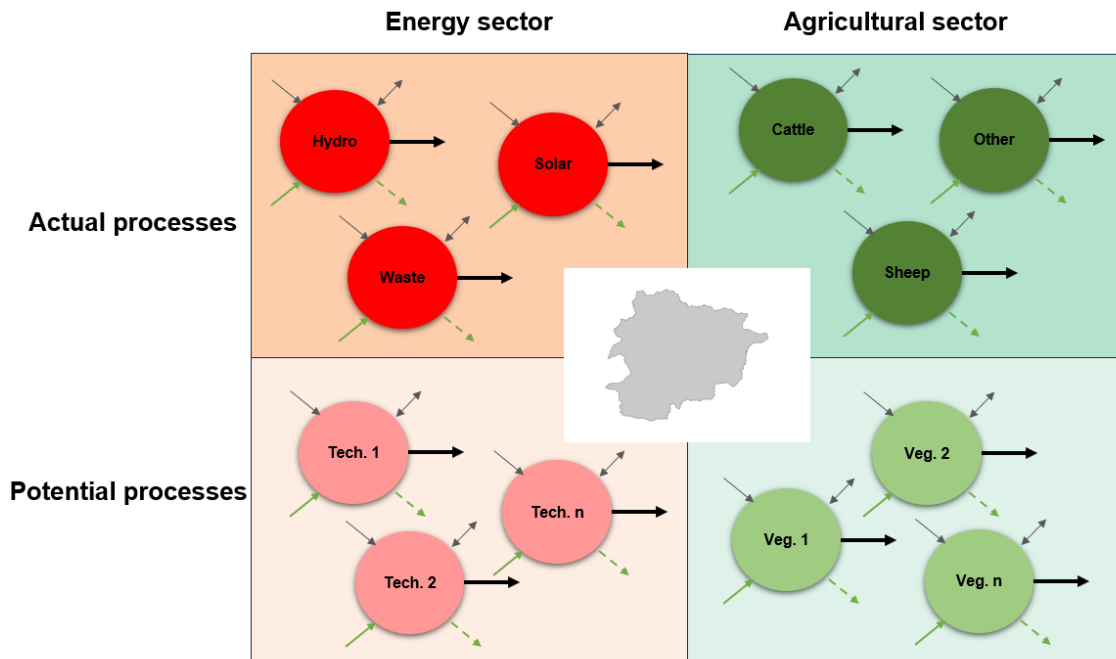 Energy sector
Agricultural sector
Actual processes
Hydro
Solar
Waste
Cattle
Other
Sheep
Potential processes
Tech. 1
Tech. n
Tech. 2
Veg. 2
Veg. 1
Veg. n